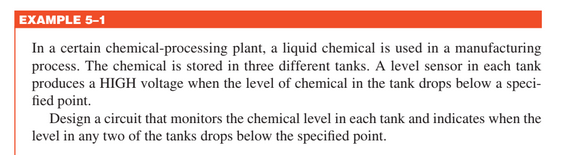 EXAMPLE 5–1
In a certain chemical-processing plant, a liquid chemical is used in a manufacturing
process. The chemical is stored in three different tanks. A level sensor in each tank
produces a HIGH voltage when the level of chemical in the tank drops below a speci-
fied point.
Design a circuit that monitors the chemical level in each tank and indicates when the
level in any two of the tanks drops below the specified point.